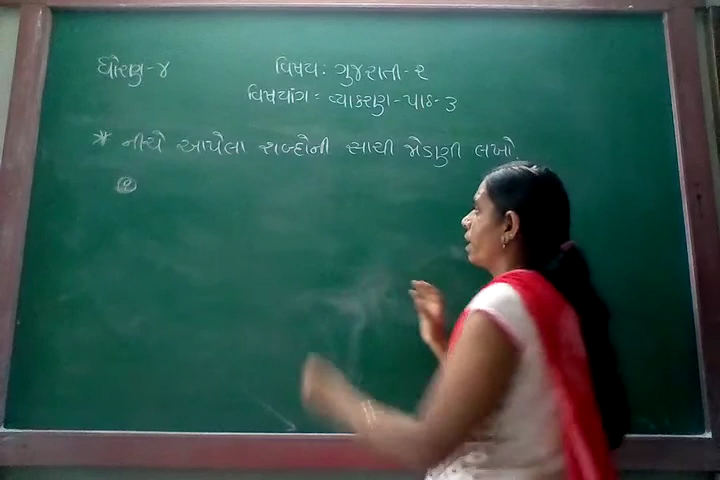 ધોરણ-૪
વિષય: ગુજરાતી-૨
વિષયાંગ: વ્યાકરણ-પાઠ-૩
* નીચે આપેલા શબ્દોની સાચી જોડણી લખો.